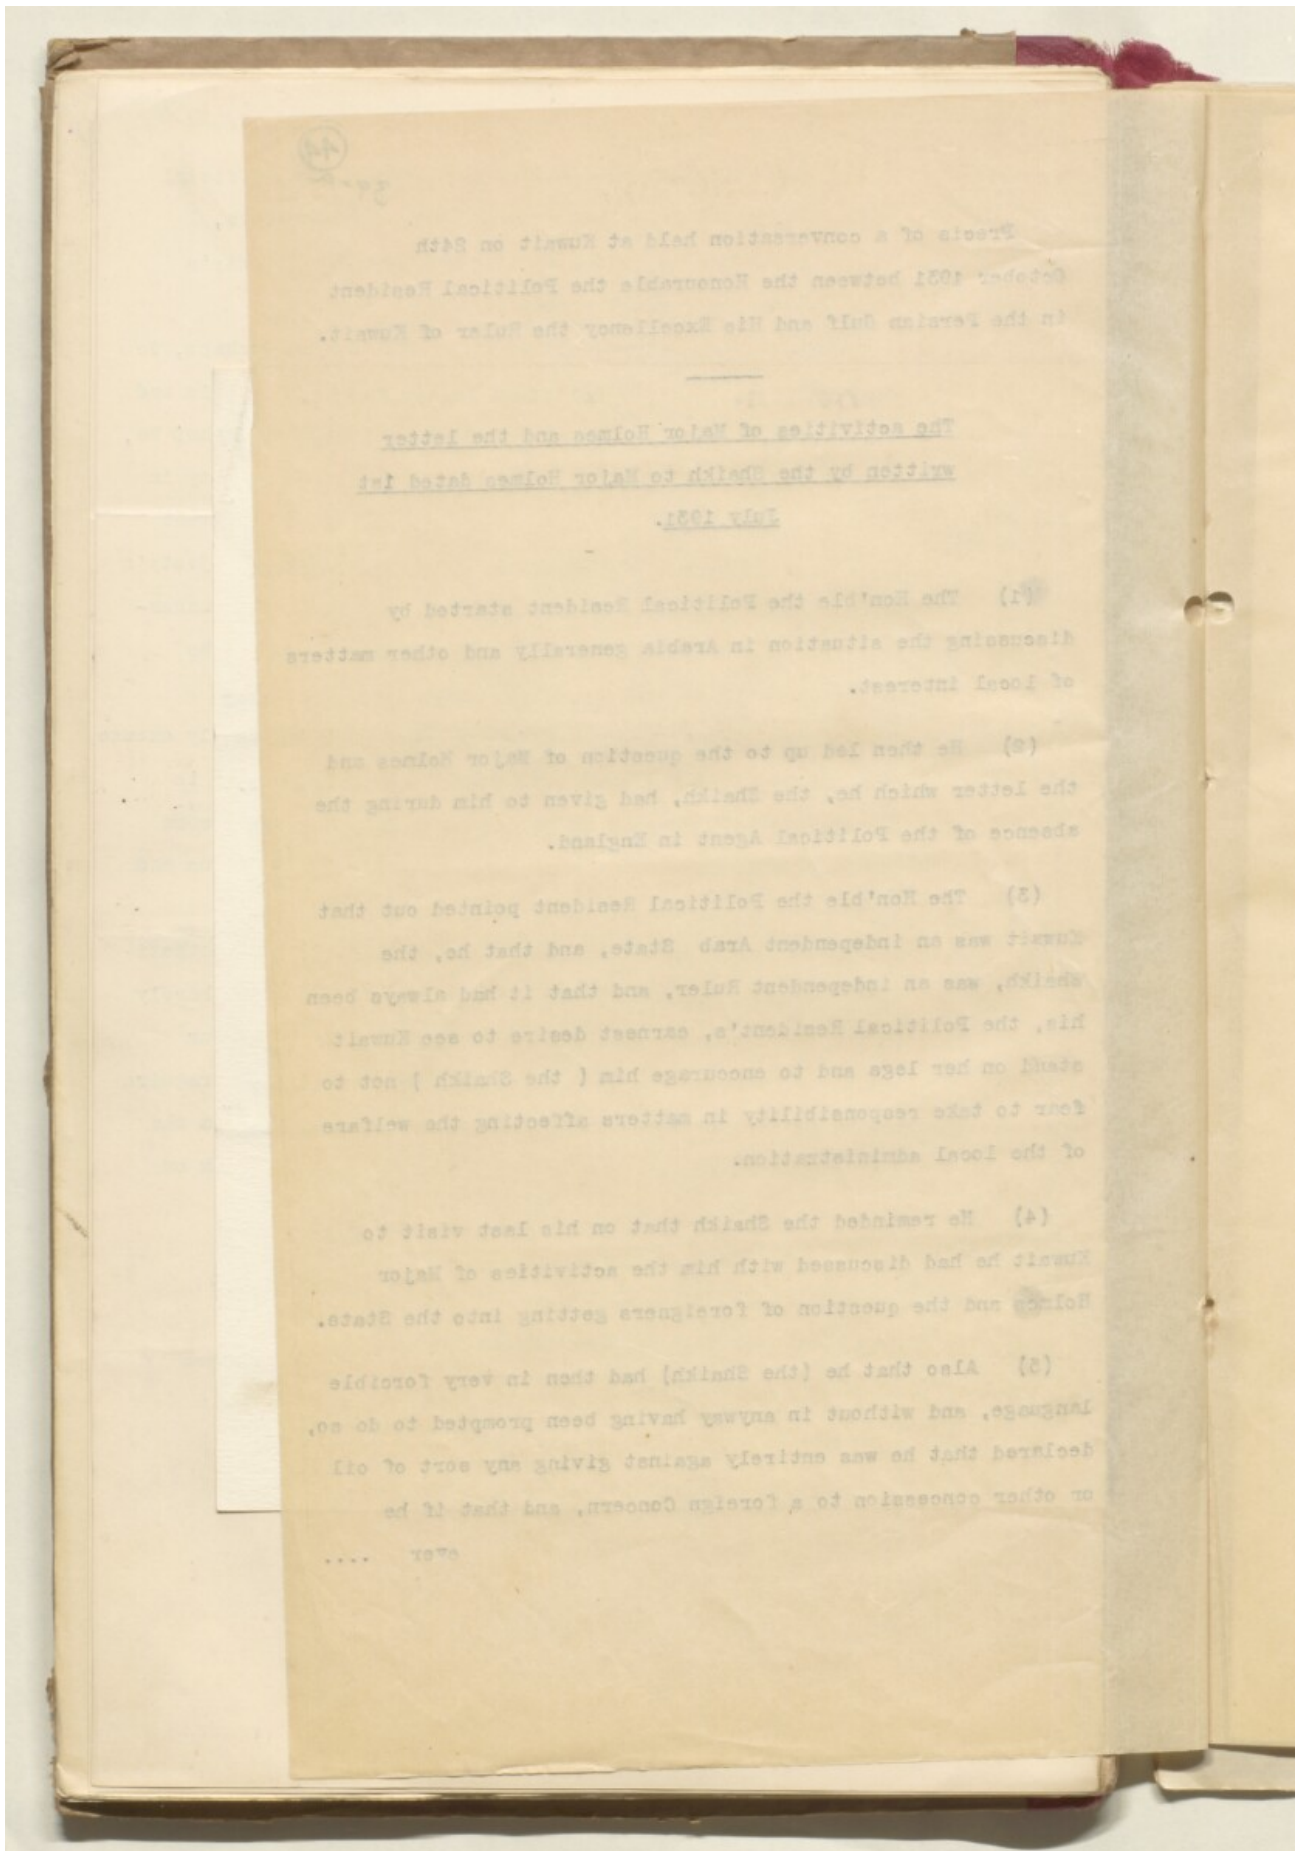 44
Precis of a conversation held at Kuwait on 24th
October 1931 between the Honourable the Political Resident
in the Persian Gulf and His Excellency the Ruler of Kuwait.
The activities of Major Holmes and the letter
written by the Shaikh to Major Holmes dated 1st
July 1931.
(1) The Hon'ble the Political Resident started by
discussing the situation in Arabia generally and other matters
of local interest.
(2) He then led up to the question of Major Holmes and
the letter which he, the Shaikh, had given to him during the
absence of the Political Agent in England.
(3) The Hon'ble the Political Resident pointed out that
Kuwait was an independent Arab State, and that he, the
Shaikh, was an independent Ruler, and that it had always been
his, the Political Resident's, earnest desire to see Kuwait
stand on her legs and to encourage him ( the Shaikh ) not to
fear to take responsibility in matters affecting the welfare
of the local administration.
(4) He reminded the Shaikh that on his last visit to
Kuwait he had discussed with him the activities of Major
Holmes and the question of foreigners getting into the State.
(5) Also that he (the Shaikh) had then in very forcible
language, and without in anyway having been prompted to do so,
declared that he was entirely against giving any sort of oil
or other concession to a foreign Concern, and that if he
ever ....